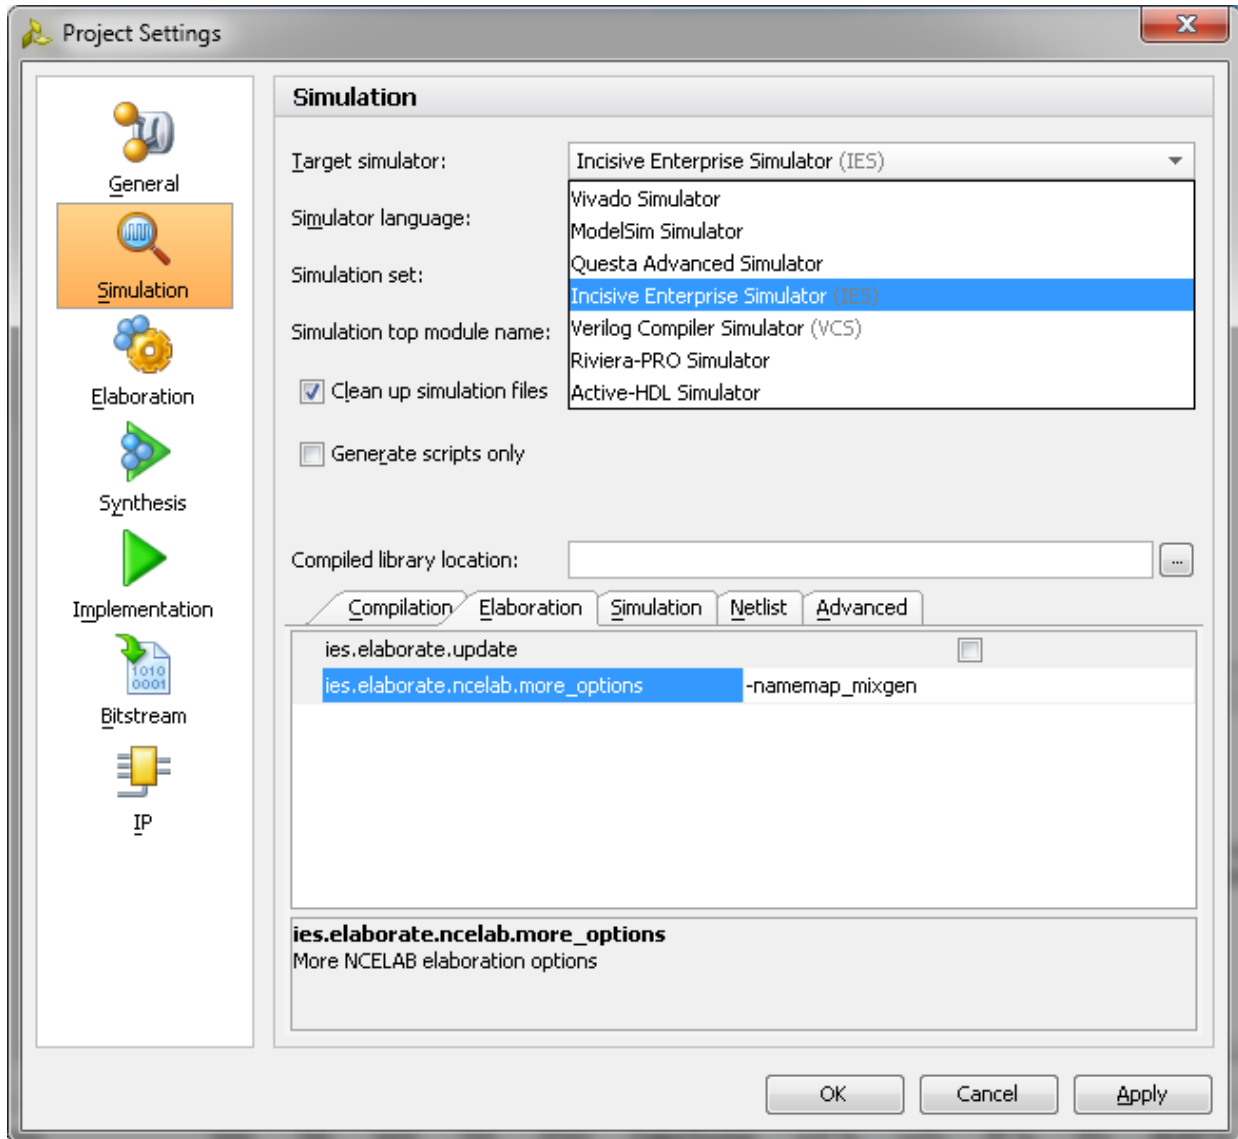 Project Settings
General
Simulation
Elaboration
Synthesis
Implementation
1010
0001
Bitstream
IP
Simulation
Target simulator: Incisive Enterprise Simulator (IES)
Vivado Simulator
Simulator language:
ModelSim Simulator
Questa Advanced Simulator
Simulation set:
Incisive Enterprise Simulator (IES)
Simulation top module name: Verilog Compiler Simulator (VCS)
Riviera-PRO Simulator
Clean up simulation files Active-HDL Simulator
Generate scripts only
Compiled library location: ...
Compilation Elaboration Simulation Netlist Advanced
ies.elaborate.update
ies.elaborate.ncelab.more_options -namemap_mixgen
ies.elaborate.ncelab.more_options
More NCELAB elaboration options
OK Cancel Apply